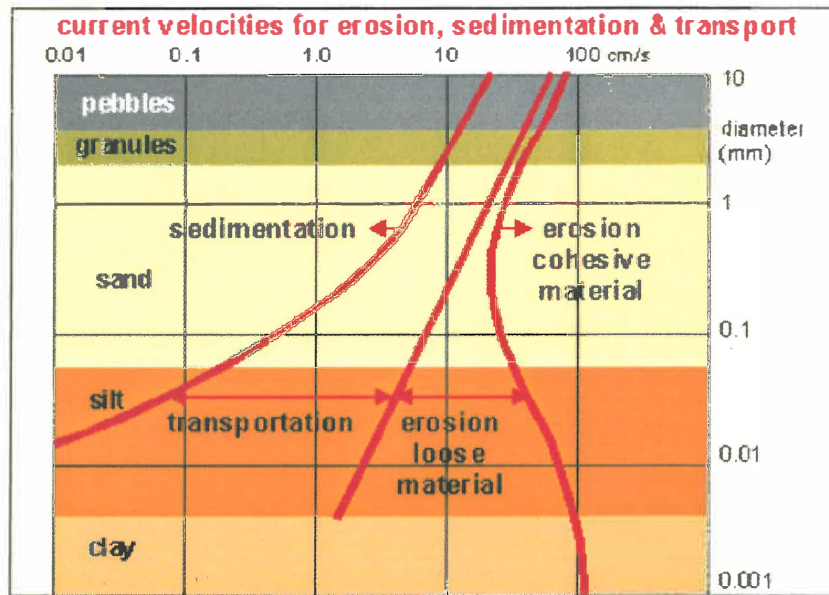 current velocities for erosion, sedimentation & transport
0.01 0.1 1.0 10 100 cm/s
10
pebbles
diameter
(mm)
granules
1
sedimentation
erosion
cohesive
material
sand
0.1
silt
transportation
erosion
loose
material
0.01
clay
0.001